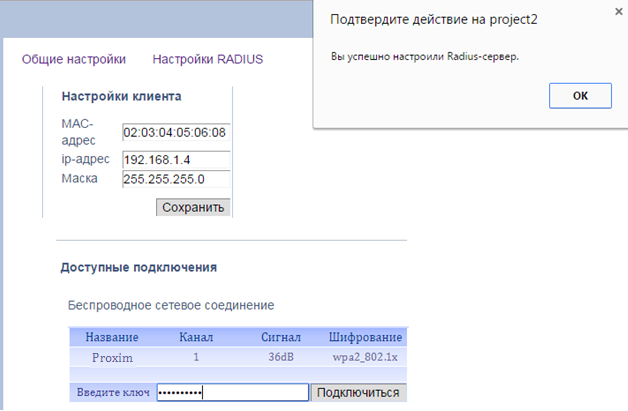 Подтвердите действие на project2
×
Вы успешно настроили Radius-сервер.
OK
Общие настройки Настройки RADIUS
Настройки клиента
MAC-
адрес 02:03:04:05:06:08
ip-адрес 192.168.1.4
Маска 255.255.255.0
Сохранить
Доступные подключения
Беспроводное сетевое соединение
Название Канал Сигнал Шифрование
Proxim 1 36dB wpa2_802.1x
Введите ключ •••••••••• Подключиться